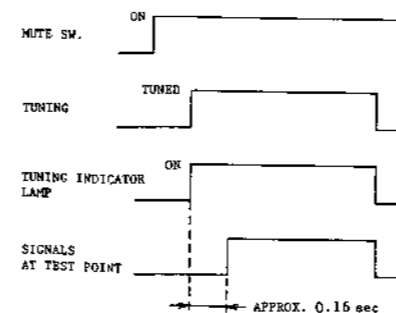 ON
MUTE SW.
TUNED
TUNING
ON
TUNING INDICATOR
LAMP
SIGNALS
AT TEST POINT
APPROX. 0.16 sec